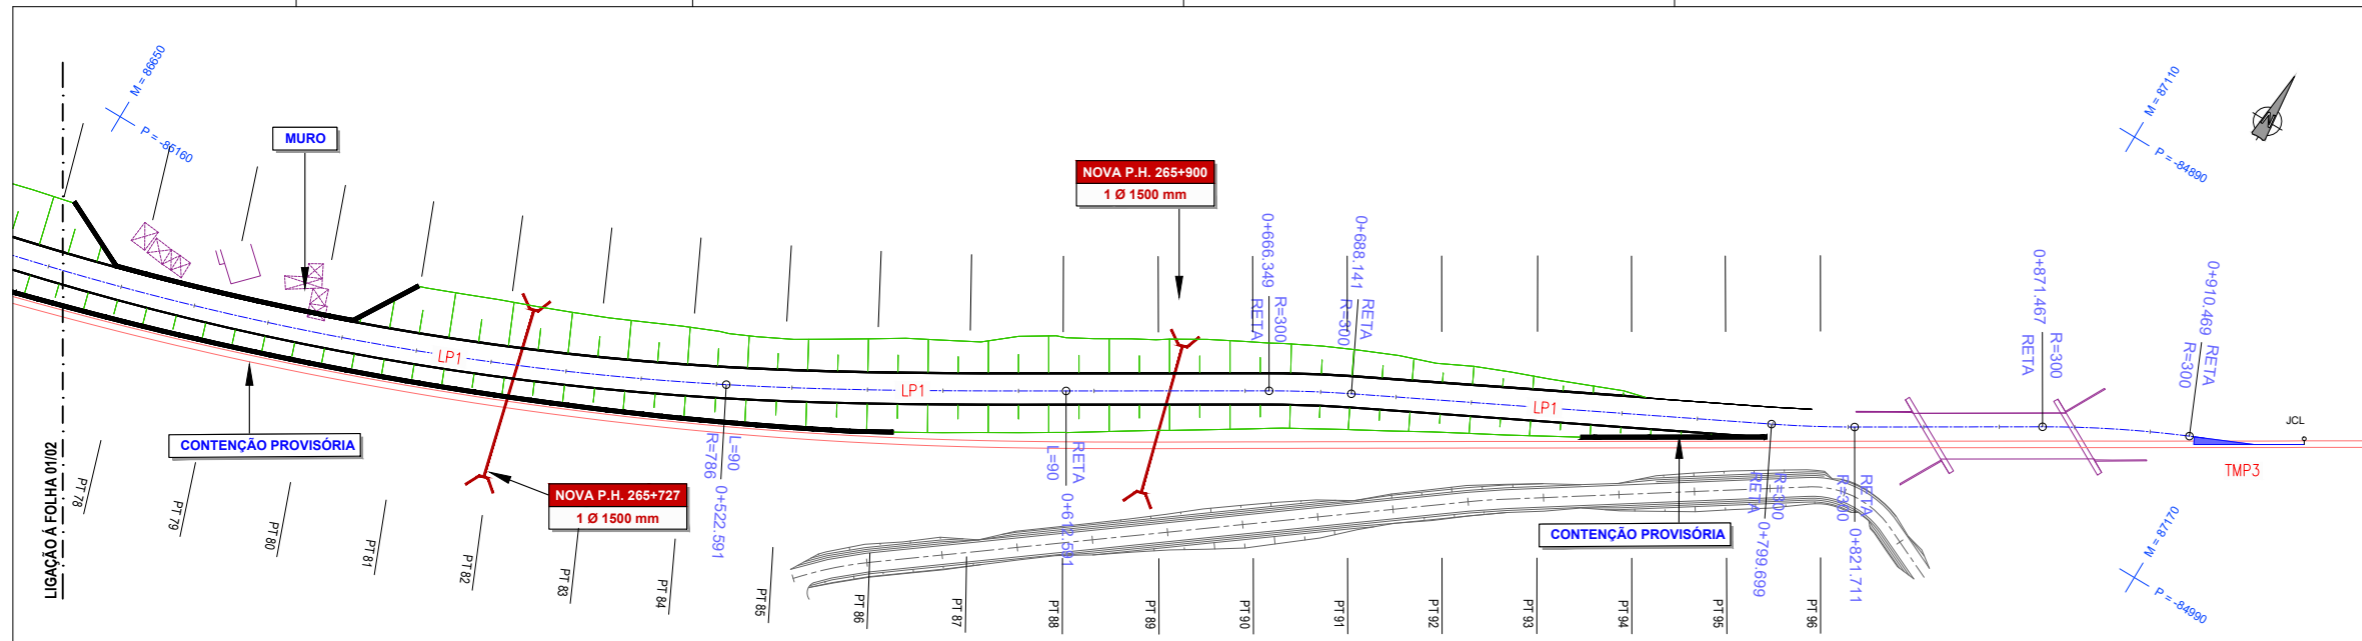 M = 86650
P = -85160
MURO
NOVA P.H. 265+900
1 Ø 1500 mm
M = 87110
P = -84890
N
0+666.349
R=300
RETA
0+688.141
RETA
R=300
0+871.467
R=300
RETA
0+910.469
RETA
R=300
LP1
LP1
LP1
JCL
TMP3
LIGAÇÃO Á FOLHA 01/02
CONTENÇÃO PROVISÓRIA
NOVA P.H. 265+727
1 Ø 1500 mm
L=90
R=786
0+522.591
RETA
L=90
0+612.591
R=300
RETA
0+799.699
RETA
R=300
0+821.711
CONTENÇÃO PROVISÓRIA
M = 87170
P = -84990
PT 78
PT 79
PT 80
PT 81
PT 82
PT 83
PT 84
PT 85
PT 86
PT 87
PT 88
PT 89
PT 90
PT 91
PT 92
PT 93
PT 94
PT 95
PT 96